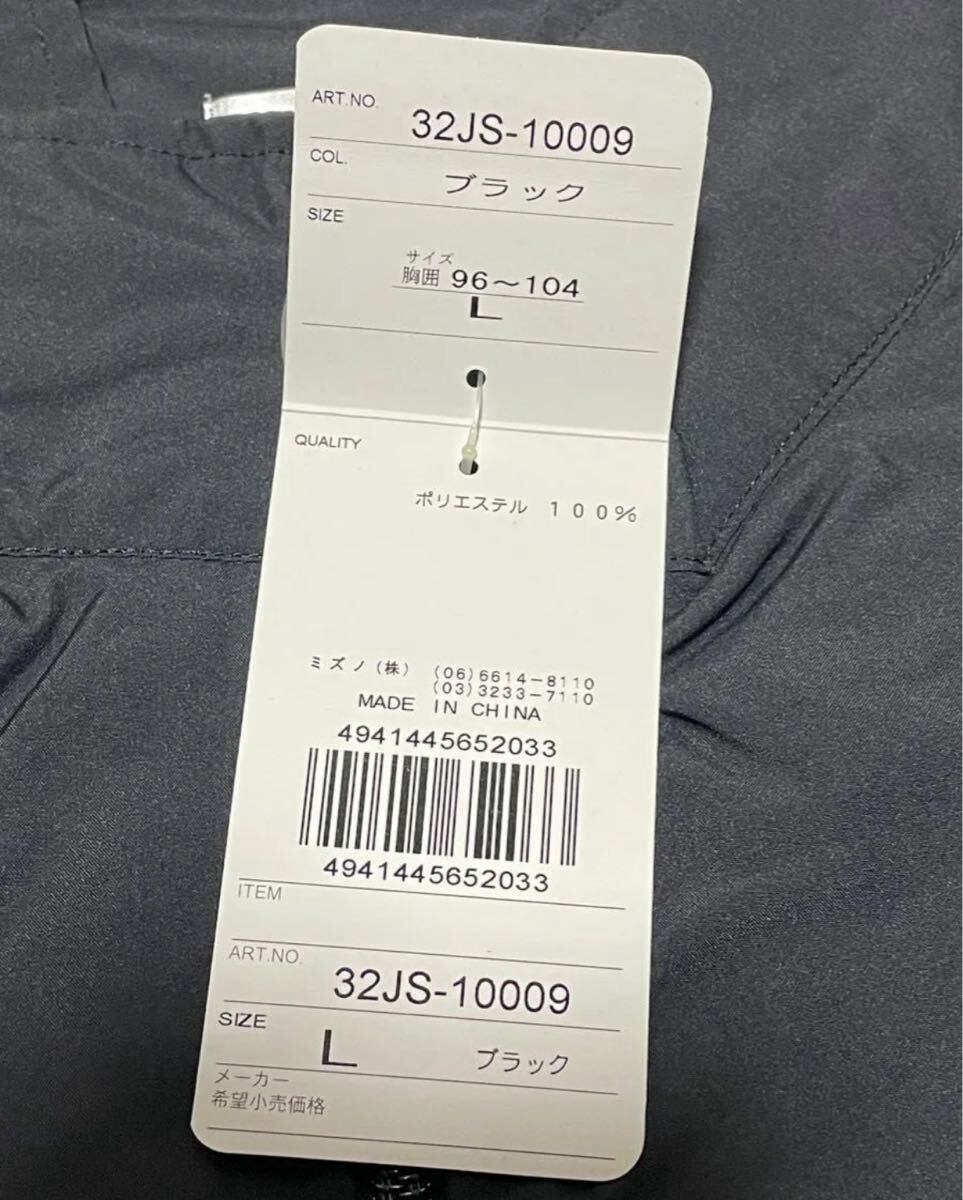 ART.NO.
32JS-10009
COL.
ブラック
SIZE
サイズ
胸囲 96～104
L
QUALITY
ポリエステル 100%
ミズノ(株) (06)6614-8110
(03)3233-7110
MADE IN CHINA
4941445652033
4941445652033
ITEM
ART.NO.
32JS-10009
SIZE
L ブラック
メーカー
希望小売価格